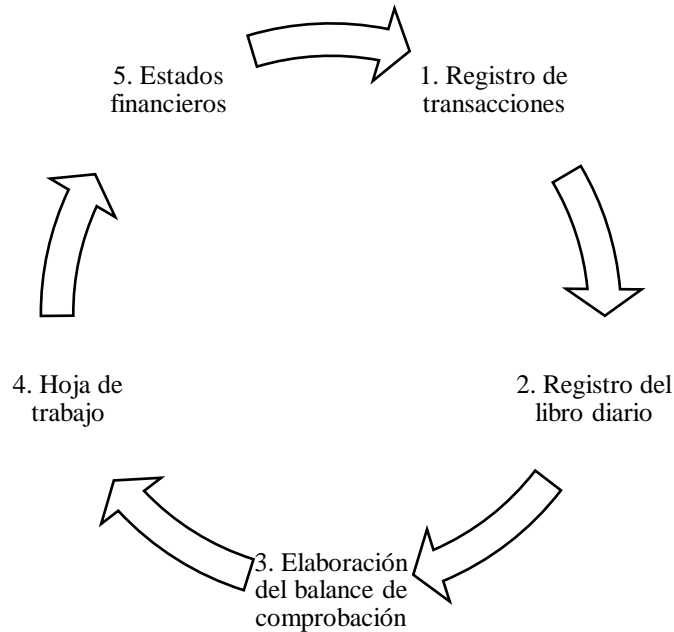 1. Registro de
transacciones
2. Registro del
libro diario
3. Elaboración
del balance de
comprobación
4. Hoja de
trabajo
5. Estados
financieros